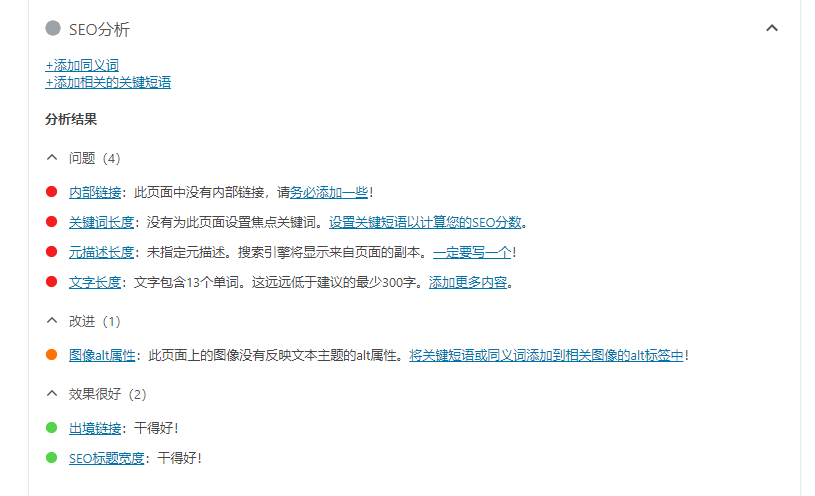 SEO分析
+添加同义词
+添加相关的关键短语
分析结果
问题（4）
内部链接：此页面中没有内部链接，请务必添加一些！
关键词长度：没有为此页面设置焦点关键词。设置关键短语以计算您的SEO分数。
元描述长度：未指定元描述。搜索引擎将显示来自页面的副本。一定要写一个！
文字长度：文字包含13个单词。这远远低于建议的最少300字。添加更多内容。
改进（1）
图像alt属性：此页面上的图像没有反映文本主题的alt属性。将关键短语或同义词添加到相关图像的alt标签中！
效果很好（2）
出境链接：干得好！
SEO标题宽度：干得好！